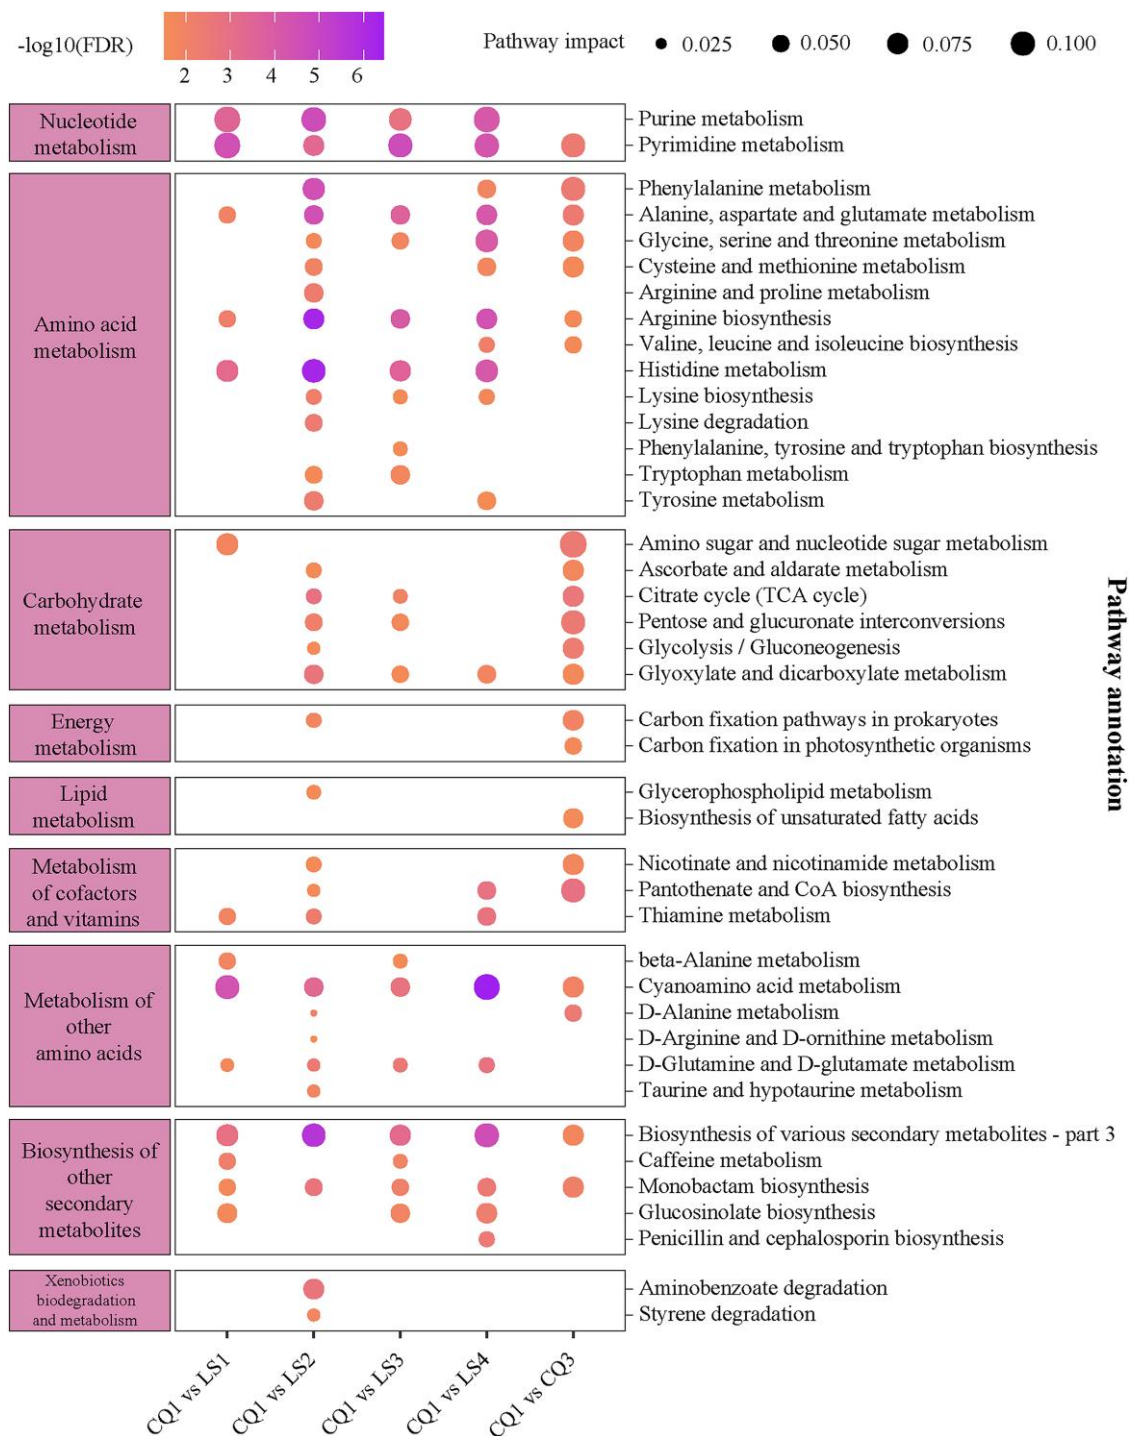 -log10(FDR)
2 3 4 5 6
Pathway impact 0.025 0.050 0.075 0.100
Nucleotide
metabolism
Purine metabolism
Pyrimidine metabolism
Amino acid
metabolism
Phenylalanine metabolism
Alanine, aspartate and glutamate metabolism
Glycine, serine and threonine metabolism
Cysteine and methionine metabolism
Arginine and proline metabolism
Arginine biosynthesis
Valine, leucine and isoleucine biosynthesis
Histidine metabolism
Lysine biosynthesis
Lysine degradation
Phenylalanine, tyrosine and tryptophan biosynthesis
Tryptophan metabolism
Tyrosine metabolism
Carbohydrate
metabolism
Amino sugar and nucleotide sugar metabolism
Ascorbate and aldarate metabolism
Citrate cycle (TCA cycle)
Pentose and glucuronate interconversions
Glycolysis / Gluconeogenesis
Glyoxylate and dicarboxylate metabolism
Energy
metabolism
Carbon fixation pathways in prokaryotes
Carbon fixation in photosynthetic organisms
Lipid
metabolism
Glycerophospholipid metabolism
Biosynthesis of unsaturated fatty acids
Metabolism
of cofactors
and vitamins
Nicotinate and nicotinamide metabolism
Pantothenate and CoA biosynthesis
Thiamine metabolism
Metabolism of
other
amino acids
beta-Alanine metabolism
Cyanoamino acid metabolism
D-Alanine metabolism
D-Arginine and D-ornithine metabolism
D-Glutamine and D-glutamate metabolism
Taurine and hypotaurine metabolism
Biosynthesis of
other
secondary
metabolites
Biosynthesis of various secondary metabolites - part 3
Caffeine metabolism
Monobactam biosynthesis
Glucosinolate biosynthesis
Penicillin and cephalosporin biosynthesis
Xenobiotics
biodegradation
and metabolism
Aminobenzoate degradation
Styrene degradation
Pathway annotation
CQ1 vs LS1
CQ1 vs LS2
CQ1 vs LS3
CQ1 vs LS4
CQ1 vs CQ3